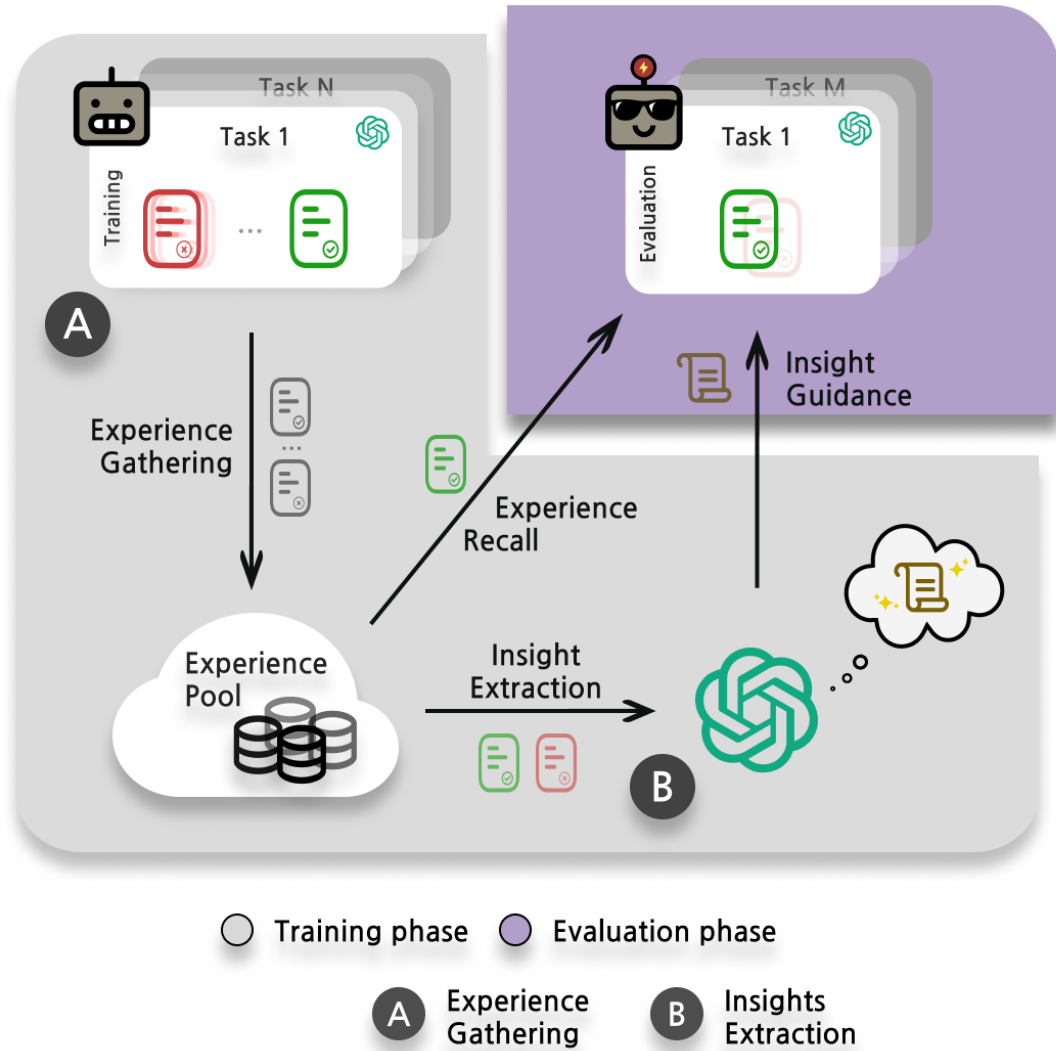 Task N
Task 1
Training
...
A
Task M
Task 1
Evaluation
Insight
Guidance
Experience
Gathering
...
Experience
Recall
Experience
Pool
Insight
Extraction
B
Training phase
Evaluation phase
A
Experience
Gathering
B
Insights
Extraction